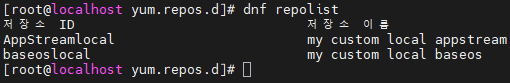 [root@localhost yum.repos.d]# dnf repolist
저장소 ID 저장소 이름
AppStreamlocal my custom local appstream
baseoslocal my custom local baseos
[root@localhost yum.repos.d]#